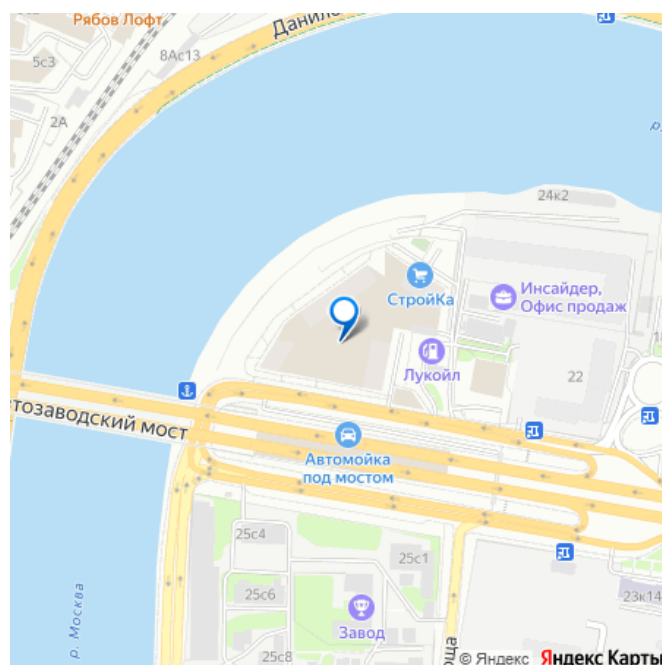 Рябов Лофт
Данило
5с3
8Ас13
2А
р.
24к2
СтройКа
Инсайдер,
Офис продаж
Лукойл
22
тозаводский мост
Автомойка
под мостом
25с4
25с1
25с6
Завод
23к14
25с8
р. Москва
оща
© Яндекс Яндекс Карты